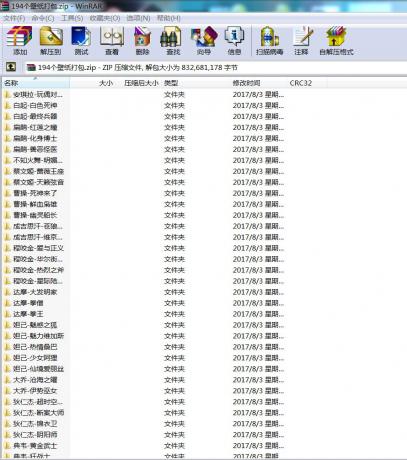 194个壁纸打包.zip - WinRAR
文件(F) 命令(C) 工具(S) 收藏夹(O) 选项(N) 帮助(H)
添加 解压到 测试 查看 删除 查找 向导 信息 扫描病毒 注释 自解压格式
194个壁纸打包.zip - ZIP 压缩文件, 解包大小为 832,681,178 字节
名称 大小 压缩后大小 类型 修改时间 CRC32
安琪拉-玩偶对... 文件夹 2017/8/3 星期...
白起-白色死神 文件夹 2017/8/3 星期...
白起-最终兵器 文件夹 2017/8/3 星期...
扁鹊-红莲之瞳 文件夹 2017/8/3 星期...
扁鹊-化身博士 文件夹 2017/8/3 星期...
扁鹊-善恶怪医 文件夹 2017/8/3 星期...
不知火舞-明媚... 文件夹 2017/8/3 星期...
蔡文姬-蔷薇王座 文件夹 2017/8/3 星期...
蔡文姬-天籁弦音 文件夹 2017/8/3 星期...
曹操-死神来了 文件夹 2017/8/3 星期...
曹操-鲜血枭雄 文件夹 2017/8/3 星期...
曹操-幽灵船长 文件夹 2017/8/3 星期...
成吉思汗-苍狼... 文件夹 2017/8/3 星期...
成吉思汗-维京... 文件夹 2017/8/3 星期...
程咬金-爱与正义 文件夹 2017/8/3 星期...
程咬金-华尔街... 文件夹 2017/8/3 星期...
程咬金-热烈之斧 文件夹 2017/8/3 星期...
程咬金-星际陆... 文件夹 2017/8/3 星期...
达摩-大发明家 文件夹 2017/8/3 星期...
达摩-拳僧 文件夹 2017/8/3 星期...
达摩-拳王 文件夹 2017/8/3 星期...
妲己-魅惑之狐 文件夹 2017/8/3 星期...
妲己-魅力维加斯 文件夹 2017/8/3 星期...
妲己-热情桑巴 文件夹 2017/8/3 星期...
妲己-少女阿狸 文件夹 2017/8/3 星期...
妲己-仙境爱丽丝 文件夹 2017/8/3 星期...
大乔-沧海之曜 文件夹 2017/8/3 星期...
大乔-伊势巫女 文件夹 2017/8/3 星期...
狄仁杰-超时空... 文件夹 2017/8/3 星期...
狄仁杰-断案大师 文件夹 2017/8/3 星期...
狄仁杰-锦衣卫 文件夹 2017/8/3 星期...
狄仁杰-阴阳师 文件夹 2017/8/3 星期...
典韦-黄金武士 文件夹 2017/8/3 星期...
典韦-狂战士 文件夹 2017/8/3 星期...